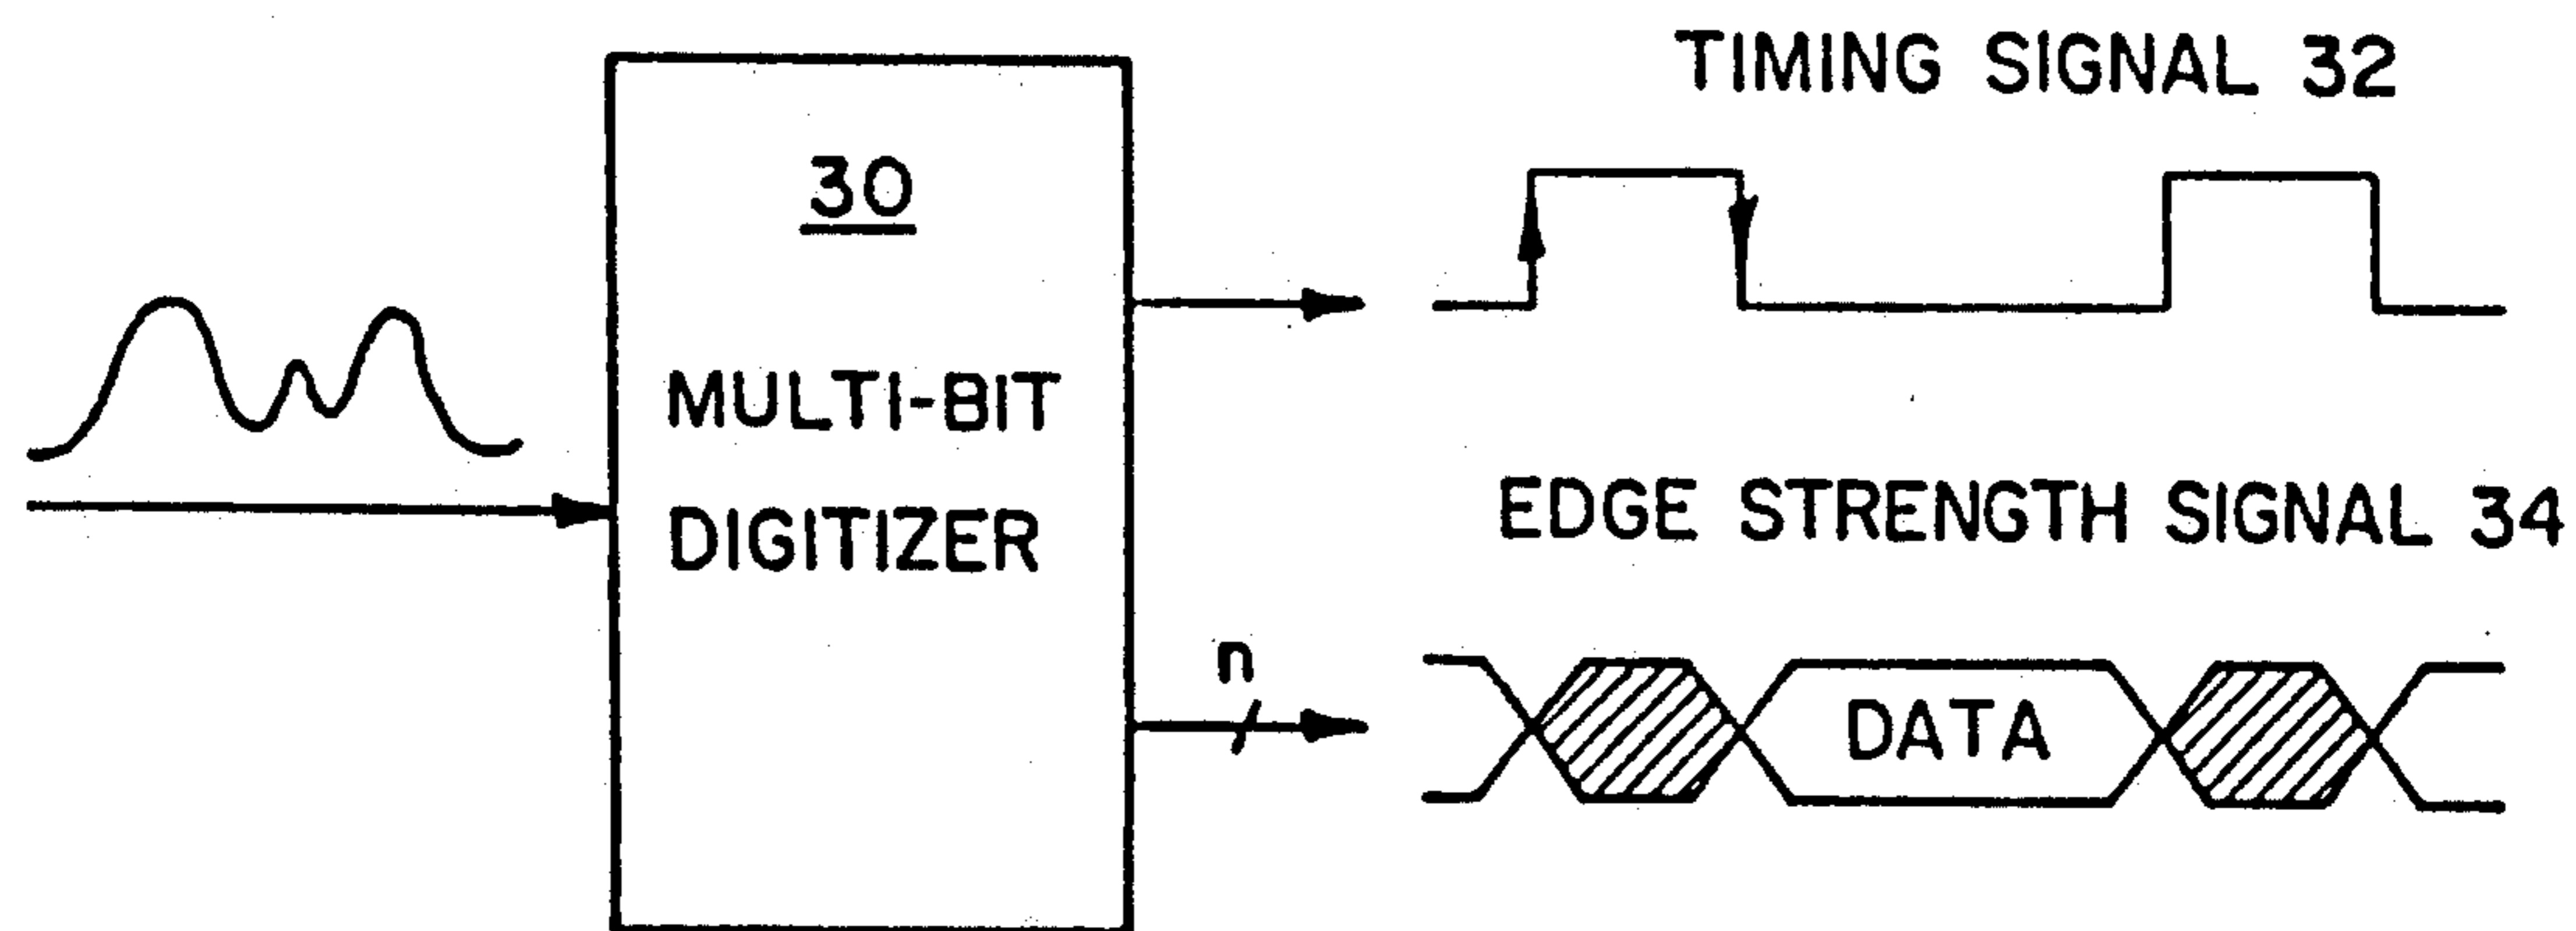 TIMING SIGNAL 32
30
MULTI-BIT
DIGITIZER
EDGE STRENGTH SIGNAL 34
n
DATA